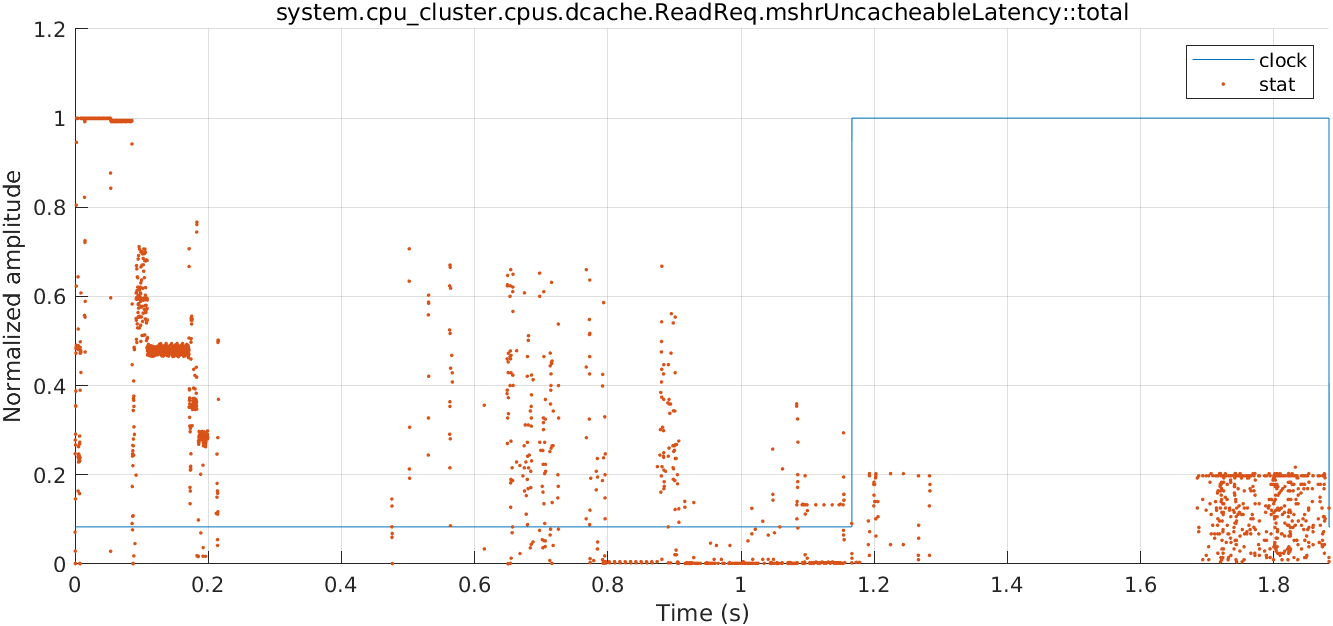 system.cpu_cluster.cpus.dcache.ReadReq.mshrUncacheableLatency::total
1.2
1
0.8
0.6
0.4
0.2
0
Normalized amplitude
clock
stat
0 0.2 0.4 0.6 0.8 1 1.2 1.4 1.6 1.8
Time (s)